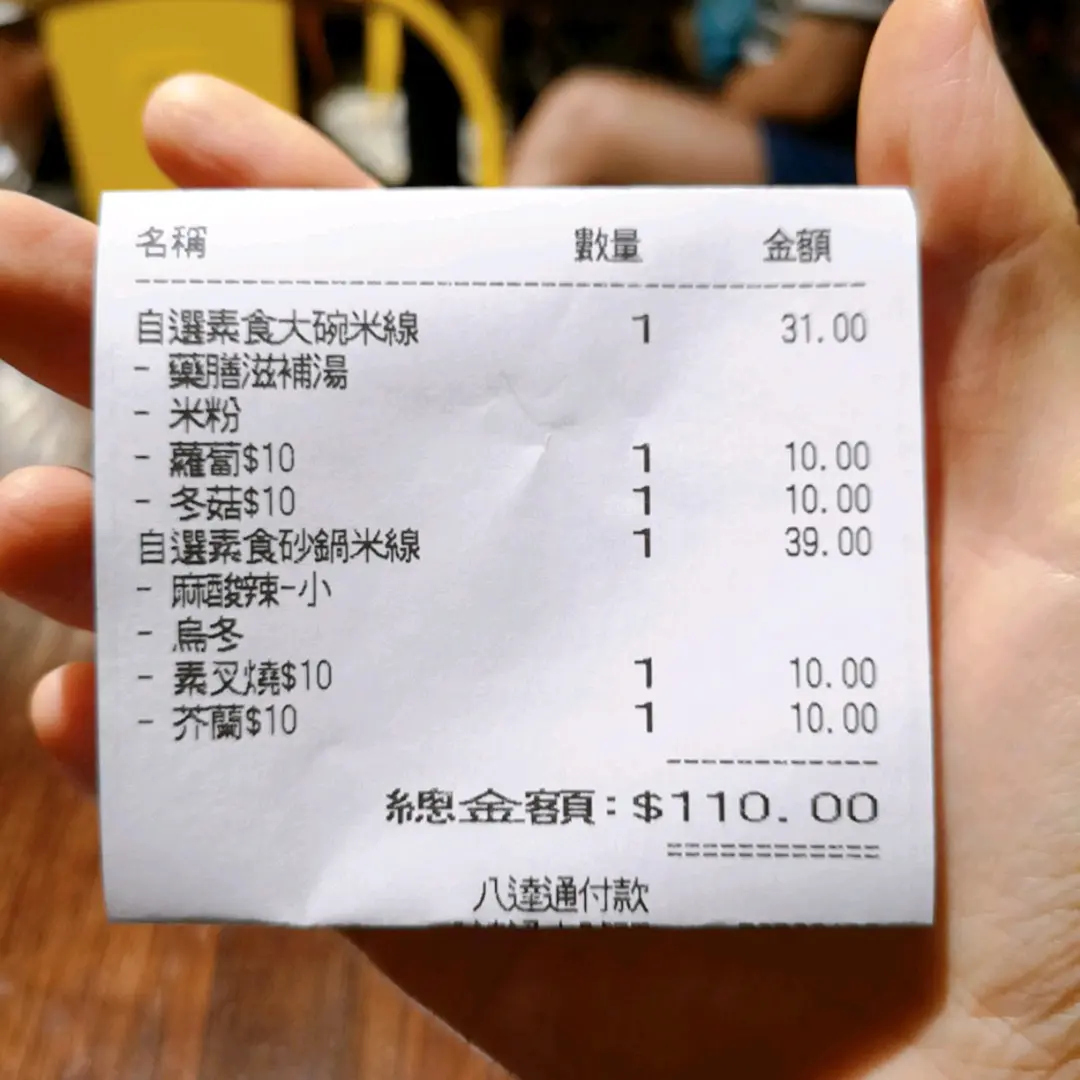 名稱 數量 金額
自選素食大碗米線 1 31.00
- 藥膳滋補湯
- 米粉
- 蘿蔔$10 1 10.00
- 冬菇$10 1 10.00
自選素食砂鍋米線 1 39.00
- 麻酸辣-小
- 烏冬
- 素叉燒$10 1 10.00
- 芥蘭$10 1 10.00
總金額:$110.00
八達通付款